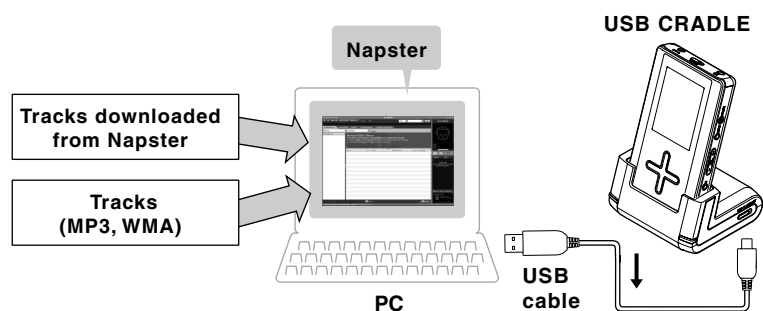 Napster
USB CRADLE
Tracks downloaded
from Napster
Tracks
(MP3, WMA)
USB
cable
PC